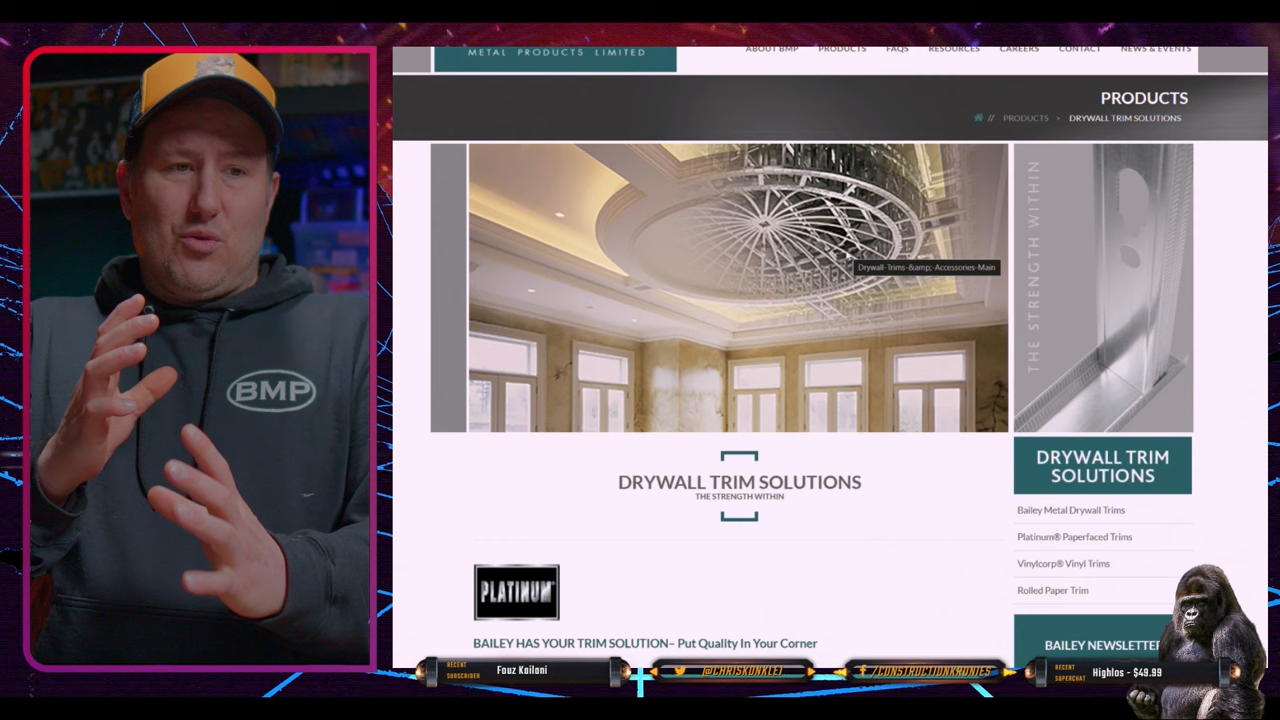 METAL PRODUCTS LIMITED
ABOUT BMP PRODUCTS FAQS RESOURCES CAREERS CONTACT NEWS & EVENTS
PRODUCTS
// PRODUCTS > DRYWALL TRIM SOLUTIONS
THE STRENGTH WITHIN
Drywall-Trims-&amp;-Accessories-Main
BMP
DRYWALL TRIM SOLUTIONS
THE STRENGTH WITHIN
DRYWALL TRIM
SOLUTIONS
Bailey Metal Drywall Trims
Platinum® Paperfaced Trims
Vinylcorp® Vinyl Trims
Rolled Paper Trim
PLATINUM
BAILEY HAS YOUR TRIM SOLUTION– Put Quality In Your Corner
BAILEY NEWSLETTER
RECENT
SUBSCRIBER
Fouz Kailani
@CHRISKONKLE1
/CONSTRUCTIONKRONIES
RECENT
SUPERCHAT
Highlos - $49.99